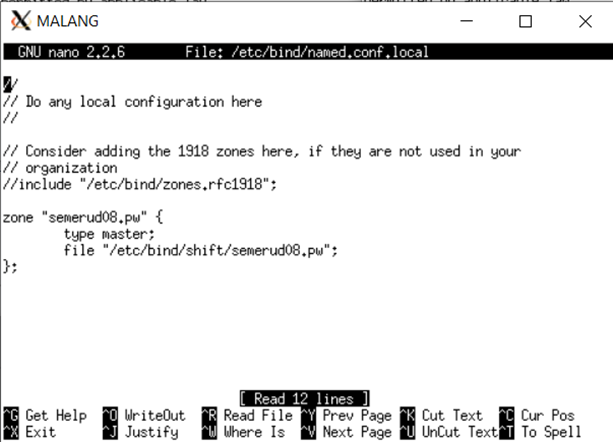 MALANG
GNU nano 2.2.6 File: /etc/bind/named.conf.local
//
// Do any local configuration here
//
// Consider adding the 1918 zones here, if they are not used in your
// organization
//include "/etc/bind/zones.rfc1918";
zone "semerud08.pw" {
type master;
file "/etc/bind/shift/semerud08.pw";
};
[ Read 12 lines ]
^G Get Help ^O WriteOut ^R Read File ^Y Prev Page ^K Cut Text ^C Cur Pos
^X Exit ^J Justify ^W Where Is ^V Next Page ^U UnCut Text ^T To Spell